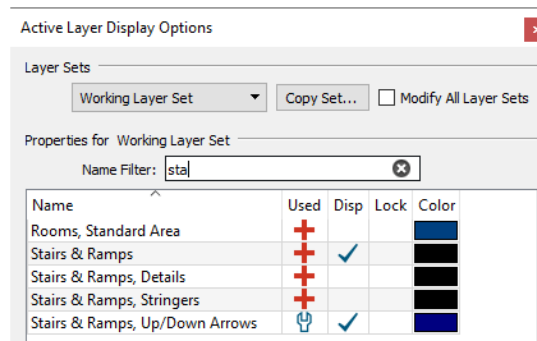 Active Layer Display Options
Layer Sets
Working Layer Set Copy Set... Modify All Layer Sets
Properties for Working Layer Set
Name Filter: sta
Name Used Disp Lock Color
Rooms, Standard Area
Stairs & Ramps
Stairs & Ramps, Details
Stairs & Ramps, Stringers
Stairs & Ramps, Up/Down Arrows